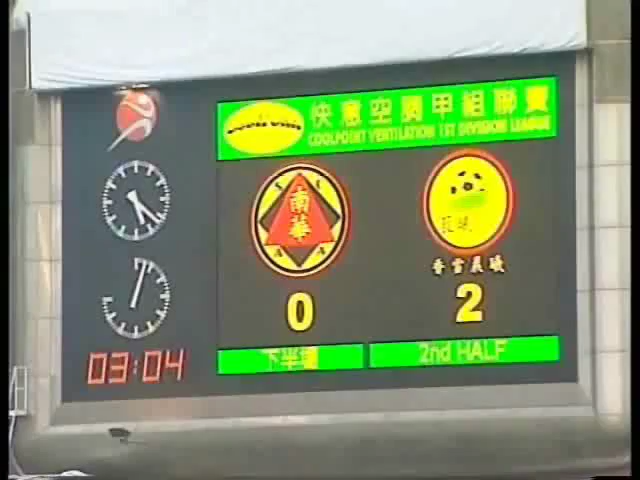 快意空調甲組聯賽
COOLPOINT VENTILATION 1ST DIVISION LEAGUE
S C
南
華
A A
香雪晨曦
0 2
下半場 2nd HALF
03:04